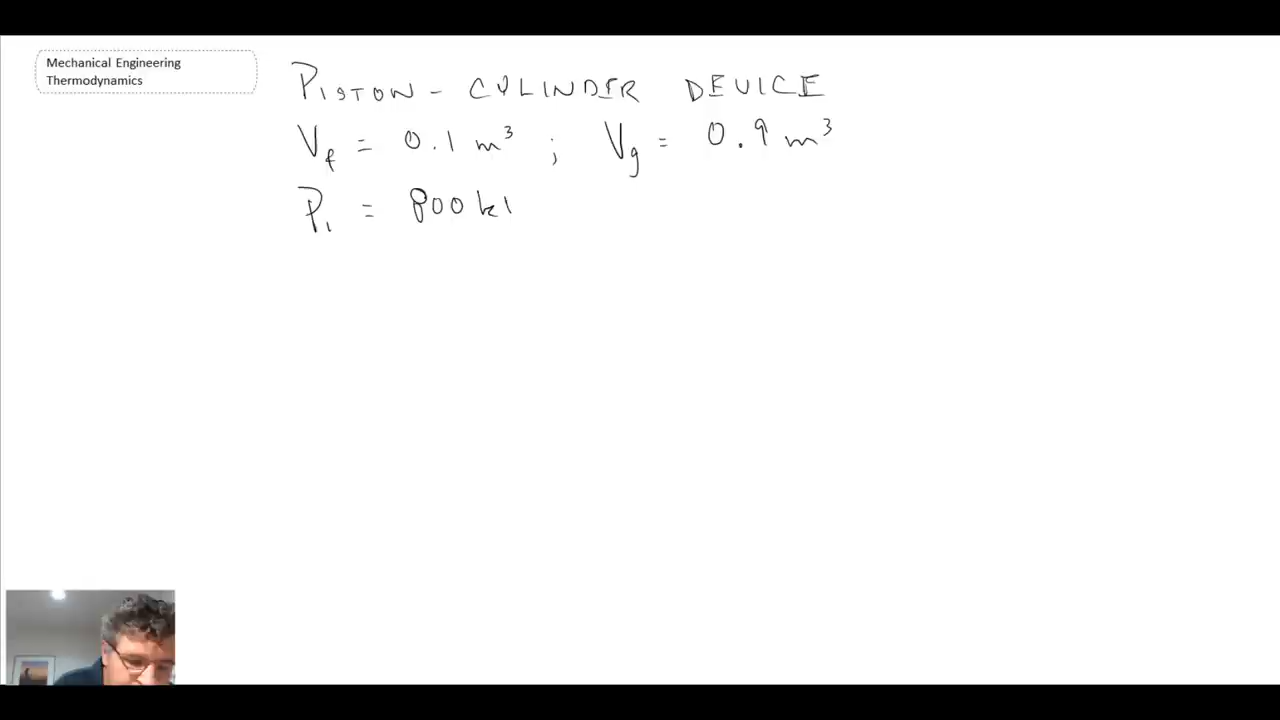 Mechanical Engineering
Thermodynamics
PISTON - CYLINDER DEVICE
Vf = 0.1 m³ ; Vg = 0.9 m³
P₁ = 800 k